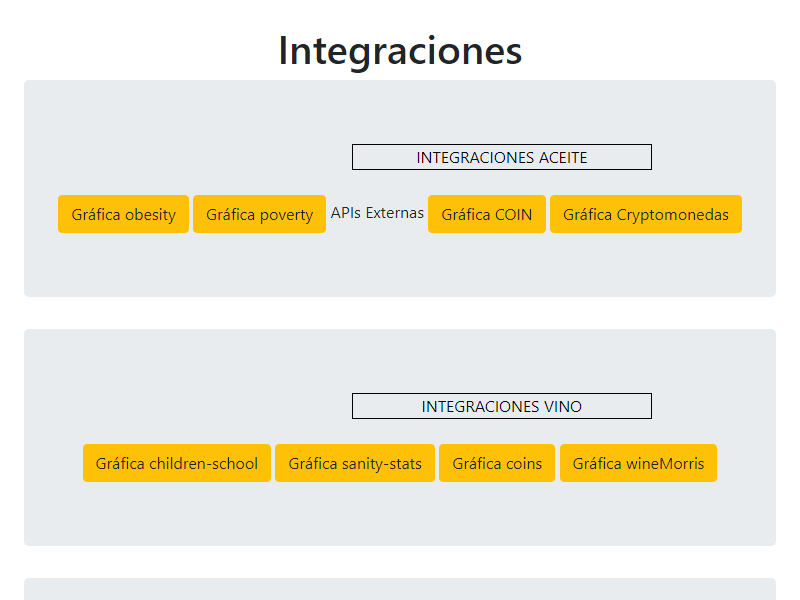 Integraciones
INTEGRACIONES ACEITE
Gráfica obesity Gráfica poverty APIs Externas Gráfica COIN Gráfica Cryptomonedas
INTEGRACIONES VINO
Gráfica children-school Gráfica sanity-stats Gráfica coins Gráfica wineMorris